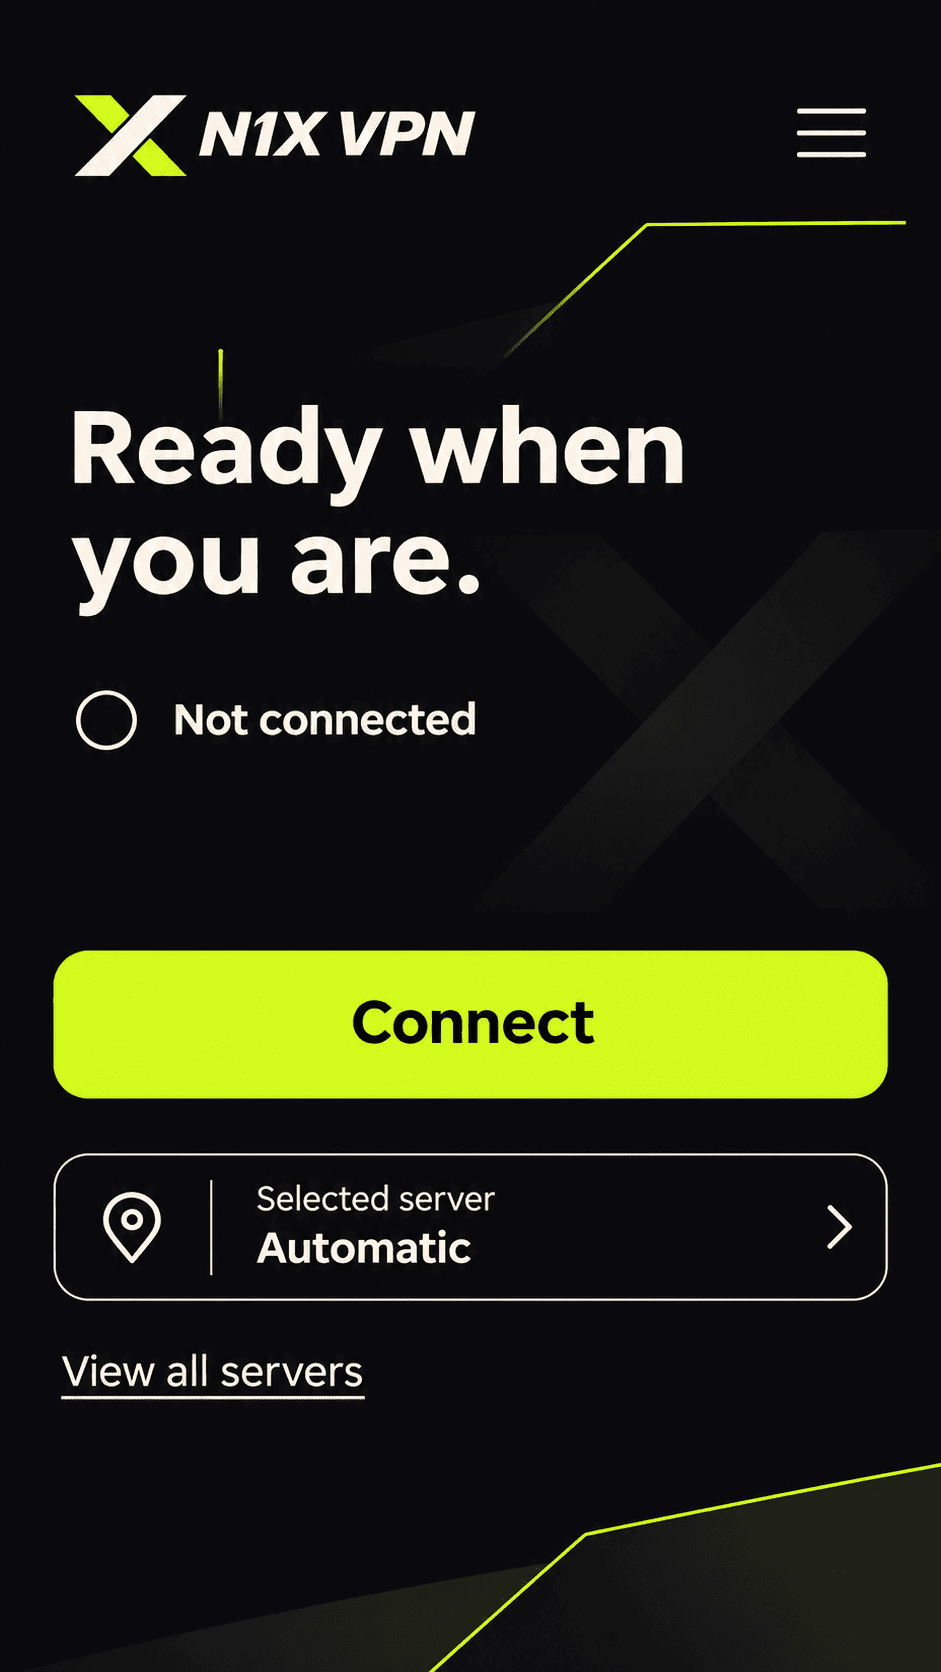 N1X VPN
Ready when
you are.
Not connected
Connect
Selected server
Automatic
View all servers